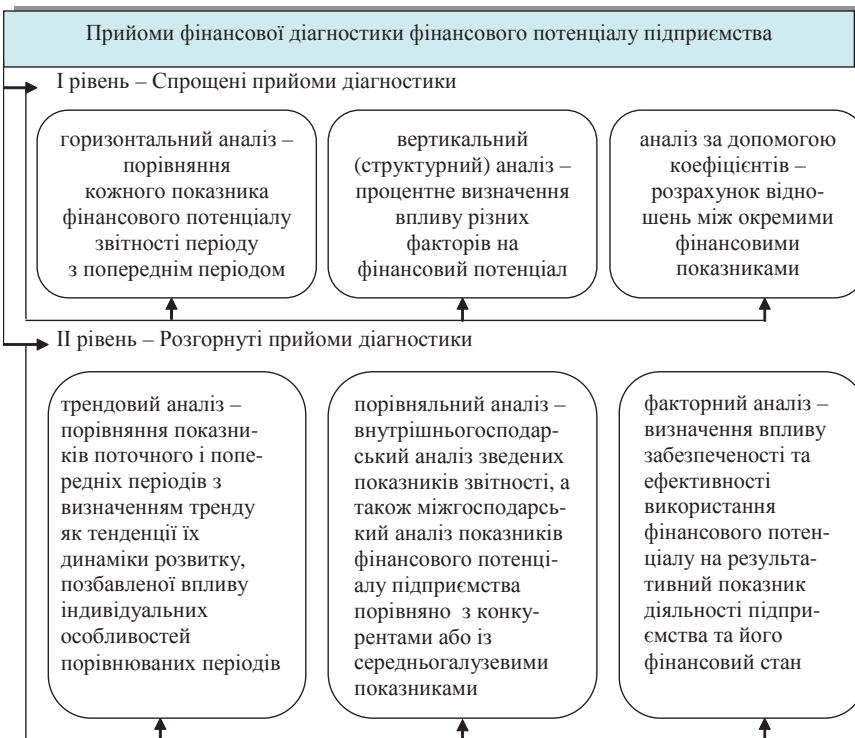 Прийоми фінансової діагностики фінансового потенціалу підприємства
І рівень – Спрощені прийоми діагностики
горизонтальний аналіз –
порівняння
кожного показника
фінансового потенціалу
звітності періоду
з попереднім періодом
вертикальний
(структурний) аналіз –
процентне визначення
впливу різних
факторів на
фінансовий потенціал
аналіз за допомогою
коефіцієнтів –
розрахунок відно-
шень між окремими
фінансовими
показниками
ІІ рівень – Розгорнуті прийоми діагностики
трендовий аналіз –
порівняння показни-
ків поточного і попе-
редніх періодів з
визначенням тренду
як тенденції їх
динаміки розвитку,
позбавленої впливу
індивідуальних
особливостей
порівнюваних періодів
порівняльний аналіз –
внутрішньогосподар-
ський аналіз зведених
показників звітності, а
також міжгосподарсь-
кий аналіз показників
фінансового потенці-
алу підприємства
порівняно з конку-
рентами або із
середньогалузевими
показниками
факторний аналіз –
визначення впливу
забезпеченості та
ефективності
використання
фінансового потен-
ціалу на результа-
тивний показник
діяльності підпри-
ємства та його
фінансовий стан